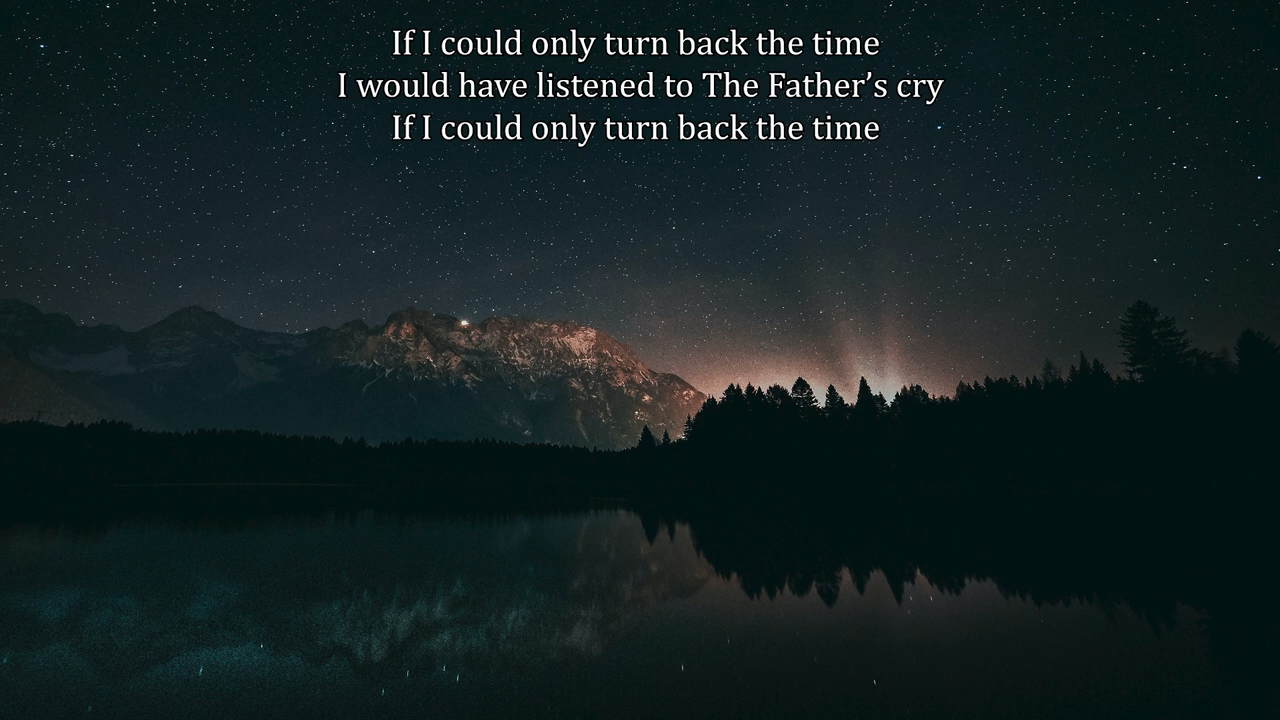 If I could only turn back the time
I would have listened to The Father’s cry
If I could only turn back the time